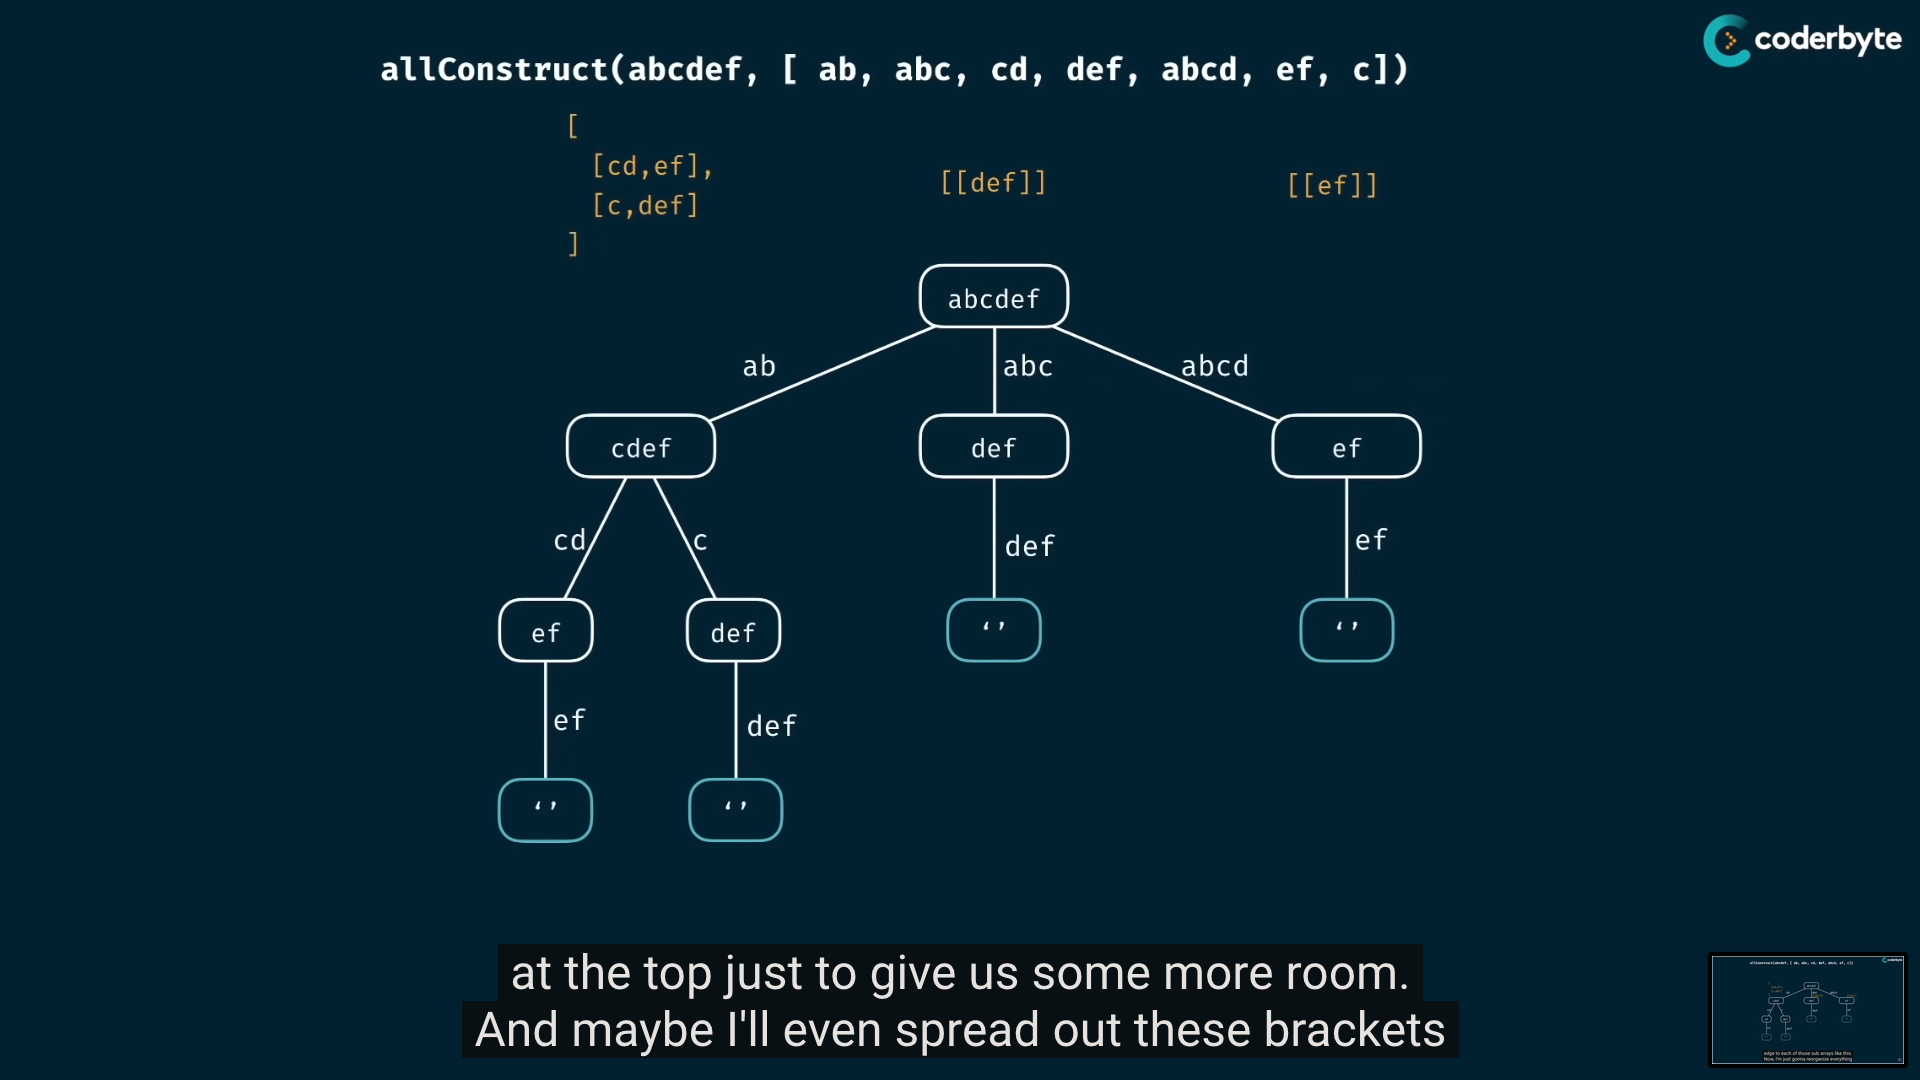 coderbyte
allConstruct(abcdef, [ ab, abc, cd, def, abcd, ef, c])
[
[cd,ef],
[c,def]
]
[[def]]
[[ef]]
abcdef
ab
abc
abcd
cdef
def
ef
cd
c
def
ef
ef
def
‘’
‘’
ef
def
‘’
‘’
at the top just to give us some more room.
And maybe I'll even spread out these brackets